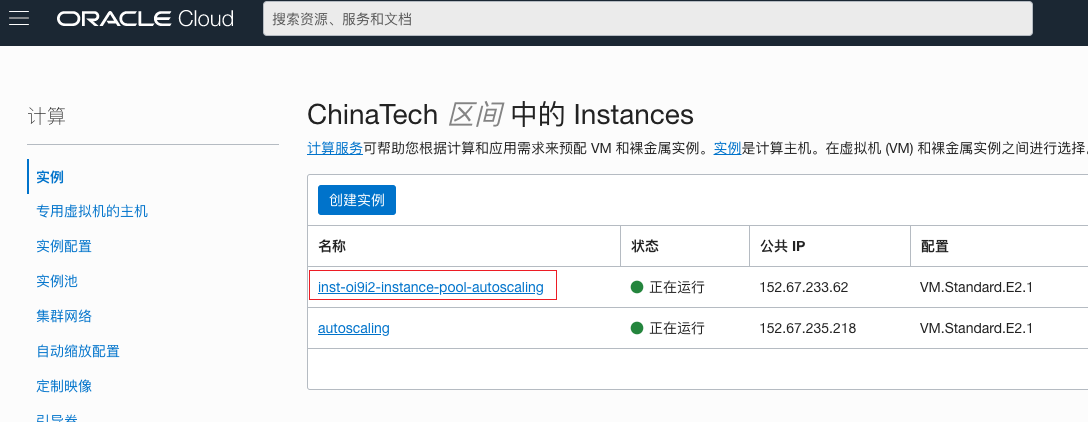 ORACLE Cloud
搜索资源、服务和文档
计算
实例
专用虚拟机的主机
实例配置
实例池
集群网络
自动缩放配置
定制映像
引导卷
ChinaTech 区间 中的 Instances
计算服务可帮助您根据计算和应用需求来预配 VM 和裸金属实例。实例是计算主机。在虚拟机 (VM) 和裸金属实例之间进行选择。
创建实例
名称 状态 公共 IP 配置
inst-oi9i2-instance-pool-autoscaling 正在运行 152.67.233.62 VM.Standard.E2.1
autoscaling 正在运行 152.67.235.218 VM.Standard.E2.1